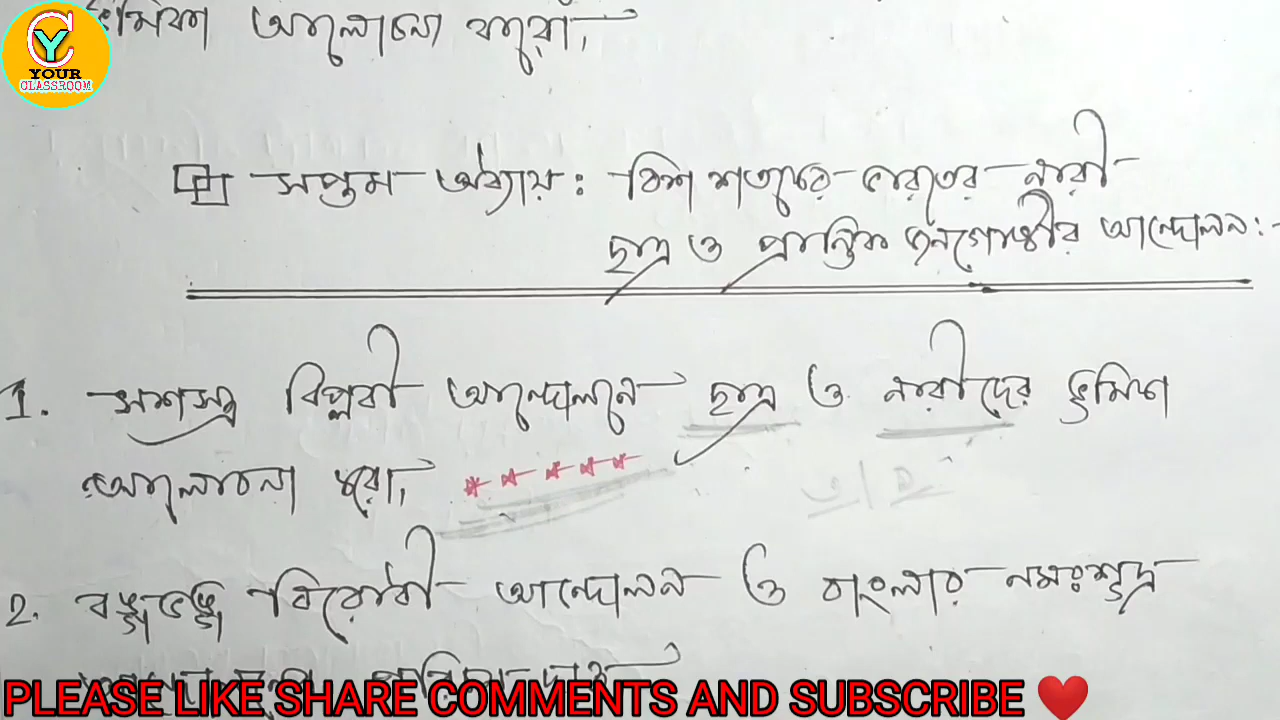 CY
YOUR
CLASSROOM
আলোচনা করো।
সপ্তম অধ্যায়: বিশ শতকের ভারতের নারী
ছাত্র ও প্রান্তিক জনগোষ্ঠীর আন্দোলন:-
1. সশস্ত্র বিপ্লবী আন্দোলনে ছাত্র ও নারীদের ভূমিকা
আলোচনা করো। * * * * *
2. বঙ্গভঙ্গ বিরোধী আন্দোলন ও বাংলার নমঃশূদ্র
PLEASE LIKE SHARE COMMENTS AND SUBSCRIBE ❤️